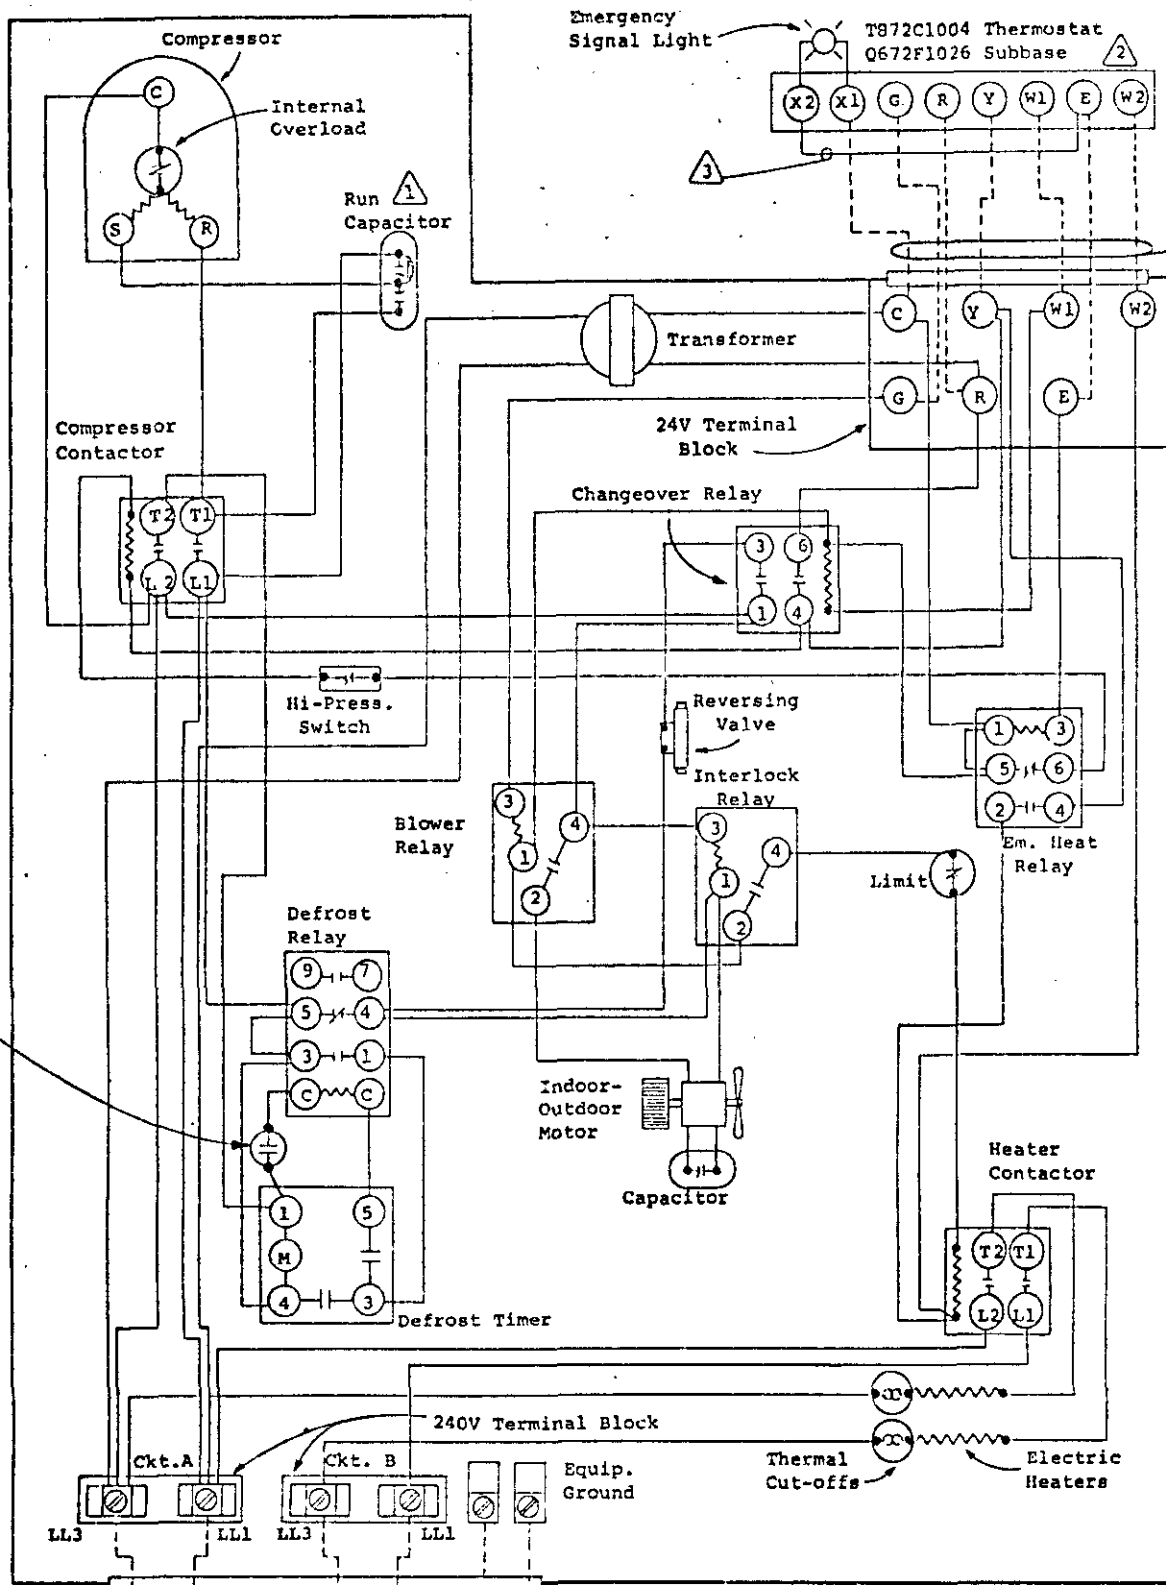 Emergency
Signal Light
T872C1004 Thermostat
Q672F1026 Subbase
2
X2 X1 G R Y W1 E W2
3
Compressor
C
Internal
Overload
S R
Run 1
Capacitor
Transformer
C Y W1 W2
G R E
24V Terminal
Block
Compressor
Contactor
T2 T1
L2 L1
Changeover Relay
3 6
1 4
Hi-Press.
Switch
Reversing
Valve
1 3
5 6
2 4
Em. Heat
Relay
Blower
Relay
3 4
1
2
Interlock
Relay
3 4
1
2
Limit
Defrost
Relay
9 7
5 4
3 1
C C
Indoor-
Outdoor
Motor
Capacitor
1 5
M
4 3
Defrost Timer
Heater
Contactor
T2 T1
L2 L1
240V Terminal Block
Ckt.A
Ckt. B
LL3 LL1
LL3 LL1
Equip.
Ground
Thermal
Cut-offs
Electric
Heaters